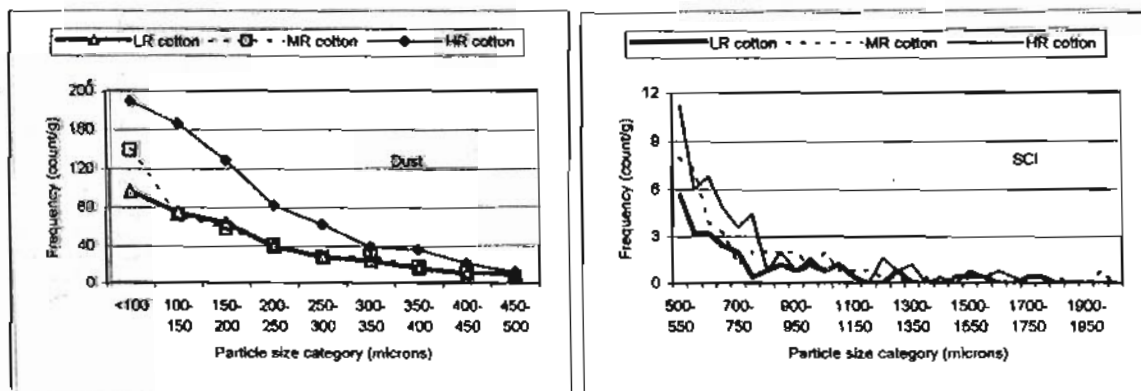 LR cotton MR cotton HR cotton
Frequency (count/g)
200
160
120
80
40
0
Dust
<100 100- 150- 200- 250- 300- 350- 400- 450-
150 200 250 300 350 400 450 500
Particle size category (microns)
LR cotton MR cotton HR cotton
Frequency (count/g)
12
9
6
3
0
SCI
500- 700- 900- 1100- 1300- 1500- 1700- 1900-
550 750 950 1150 1350 1550 1750 1950
Particle size category (microns)